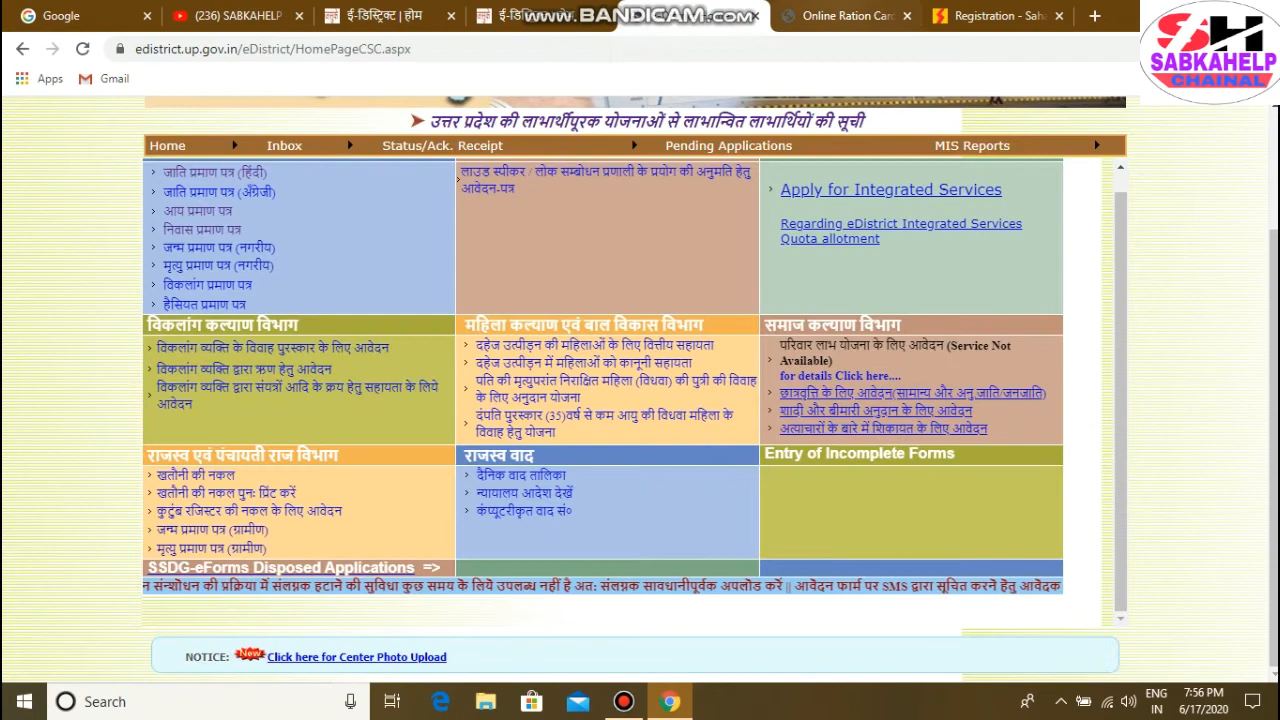 Google
(236) SABKAHELP
ई-डिस्ट्रिक्ट | होम
WWW.BANDICAM.COM
Online Ration Card
Registration - Saha
SABKAHELP
CHAINAL
edistrict.up.gov.in/eDistrict/HomePageCSC.aspx
Apps
Gmail
उत्तर प्रदेश की लाभार्थीपूरक योजनाओं से लाभान्वित लाभार्थियों की सूची
Home
Inbox
Status/Ack. Receipt
Pending Applications
MIS Reports
जाति प्रमाण पत्र (हिंदी)
जाति प्रमाण पत्र (अँग्रेजी)
आय प्रमाण पत्र
निवास प्रमाण पत्र
जन्म प्रमाण पत्र (नगरीय)
मृत्यु प्रमाण पत्र (नगरीय)
विकलांग प्रमाण पत्र
हैसियत प्रमाण पत्र
लाउड स्पीकर / लोक सम्बोधन प्रणाली के प्रयोग की अनुमति हेतु
आवेदन-पत्र
Apply for Integrated Services
Regarding eDistrict Integrated Services
Quota allotment
विकलांग कल्याण विभाग
विकलांग व्यक्ति के विवाह पुरस्कार के लिए आवेदन
विकलांग व्यक्ति द्वारा ऋण हेतु आवेदन
विकलांग व्यक्ति द्वारा संयत्रों आदि के क्रय हेतु सहायता के लिये
आवेदन
महिला कल्याण एवं बाल विकास विभाग
दहेज उत्पीड़न की महिलाओं के लिए वित्तीय सहायता
दहेज उत्पीड़न में महिलाओं को कानूनी सहायता
पति की मृत्युपरांत निराक्षित महिला (विधवा) की पुत्री की विवाह
के लिए अनुदान योजना
दंपति पुरस्कार (35)वर्ष से कम आयु की विधवा महिला के
विवाह हेतु योजना
समाज कल्याण विभाग
परिवार लाभ योजना के लिए आवेदन (Service Not
Available)
for details Click here....
छात्रवृत्ति के लिए आवेदन(सामान्य और अनु.जाति/जनजाति)
शादी और बीमारी अनुदान के लिए आवेदन
अत्याचारों के बारे में शिकायत के लिए आवेदन
राजस्व एवं पंचायती राज विभाग
खतौनी की नकल
खतौनी की नकल पुनः प्रिंट करें
कुटुंब रजिस्टर की नकल के लिए आवेदन
जन्म प्रमाण पत्र (ग्रामीण)
मृत्यु प्रमाण पत्र (ग्रामीण)
राजस्व वाद
दैनिक वाद तालिका
न्यायालय आदेश देखें
कंप्यूटरीकृत वाद सं०
Entry of Incomplete Forms
SSDG-eForms Disposed Applications =>
न संशोधन की प्रक्रिया में संलग्नक हटाने की सुविधा कुछ समय के लिये उपलब्ध नहीं है अतः संलग्नक सावधानीपूर्वक अपलोड करें || आवेदन फार्म पर SMS द्वारा सूचित करने हेतु आवेदक
NOTICE: New Click here for Center Photo Upload
Search
ENG
IN
7:56 PM
6/17/2020